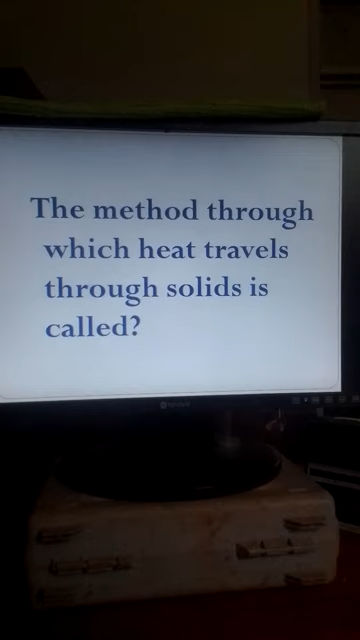 The method through
which heat travels
through solids is
called?